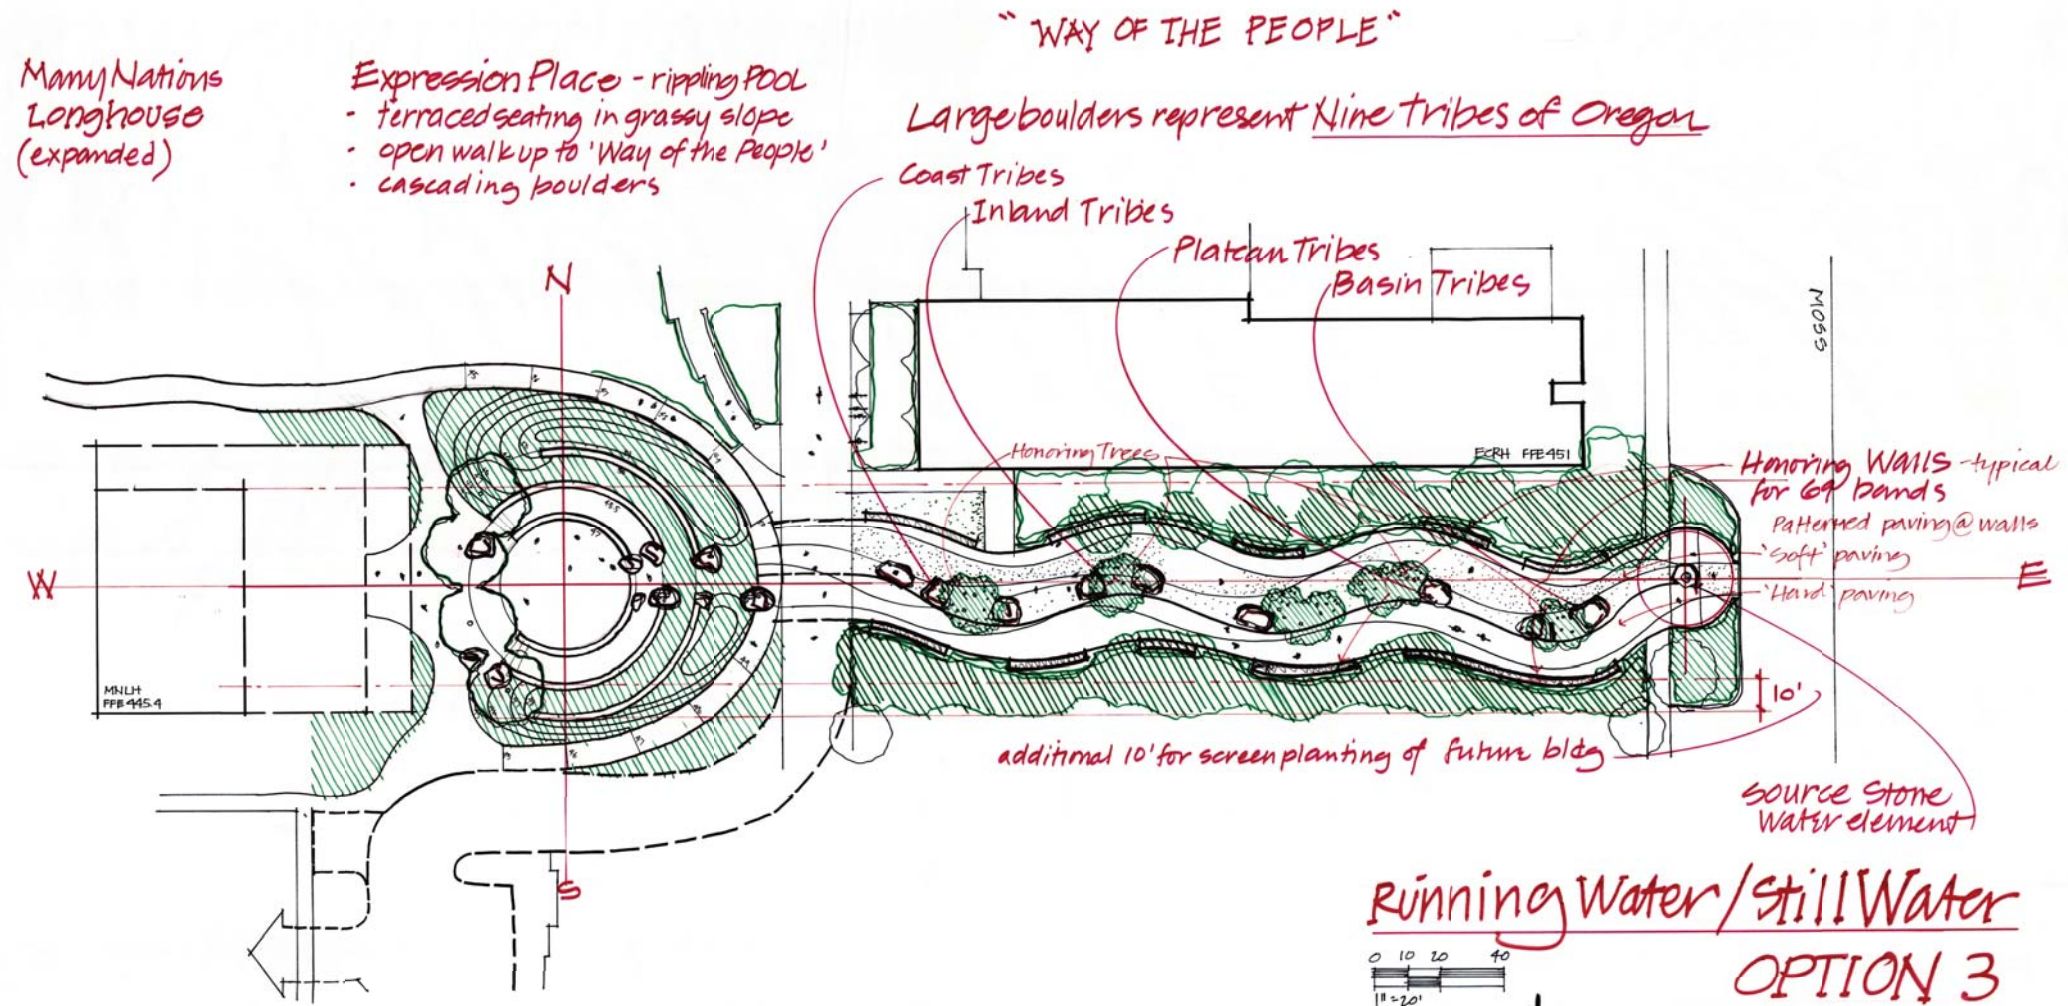 "WAY OF THE PEOPLE"
Many Nations
Longhouse
(expanded)
Expression Place - rippling POOL
- terraced seating in grassy slope
· open walk up to 'Way of the People'
· cascading boulders
Large boulders represent Nine Tribes of Oregon
Coast Tribes
Inland Tribes
Plateau Tribes
Basin Tribes
N
MOSS
Honoring Trees
ECRH FFE 451
Honoring Walls - typical
for 69 bands
Patterned paving @ walls
'Soft' paving
'Hard' paving
W
E
MNLH
FFE 445.4
10'
additional 10' for screen planting of future bldg
Source Stone
Water element
S
Running Water / Still Water
0 10 20 40
1"=20'
OPTION 3